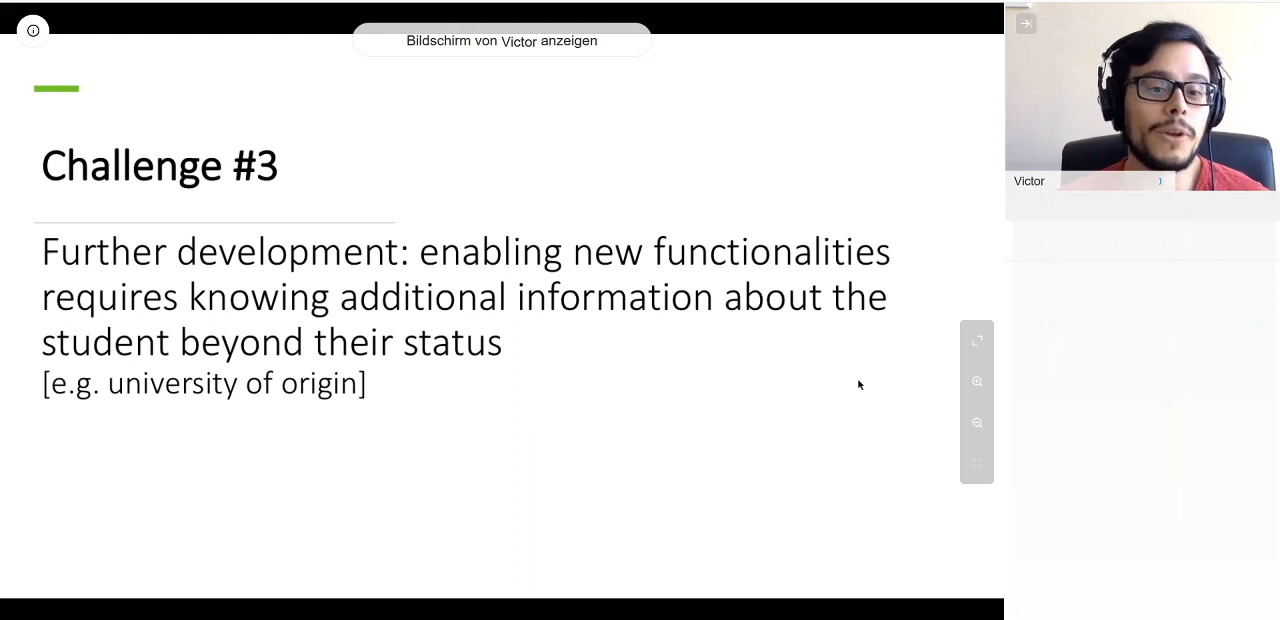 Bildschirm von Victor anzeigen
Challenge #3
Further development: enabling new functionalities
requires knowing additional information about the
student beyond their status
[e.g. university of origin]
Victor